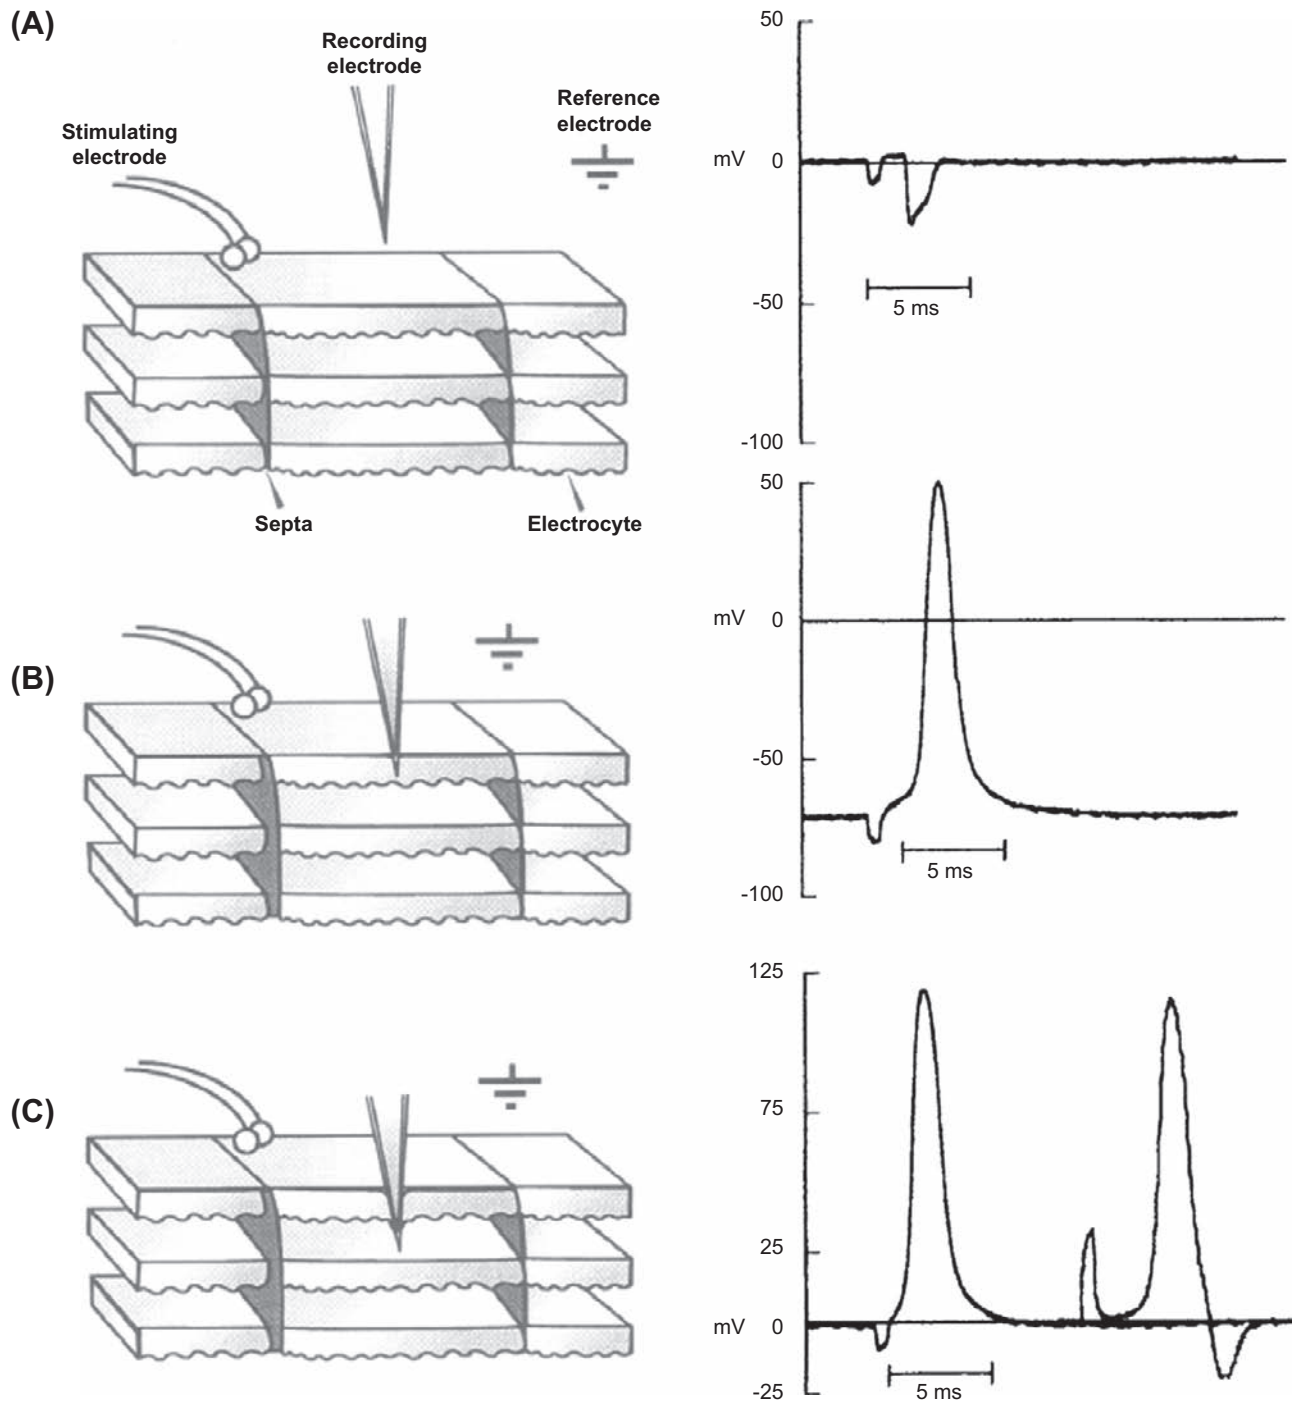 (A)
Recording
electrode
Reference
electrode
Stimulating
electrode
Septa
Electrocyte
50
mV 0
5 ms
-50
-100
(B)
50
mV 0
-50
5 ms
-100
(C)
125
75
25
mV 0
5 ms
-25